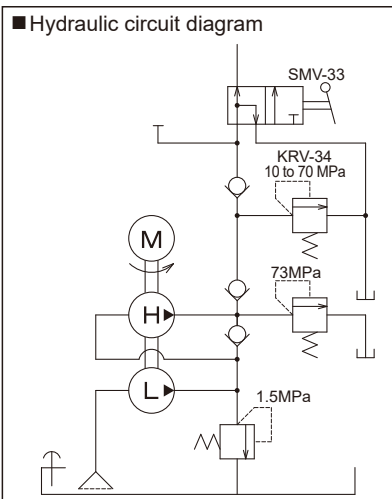 ■ Hydraulic circuit diagram
SMV-33
KRV-34
10 to 70 MPa
M
73MPa
H
L
1.5MPa